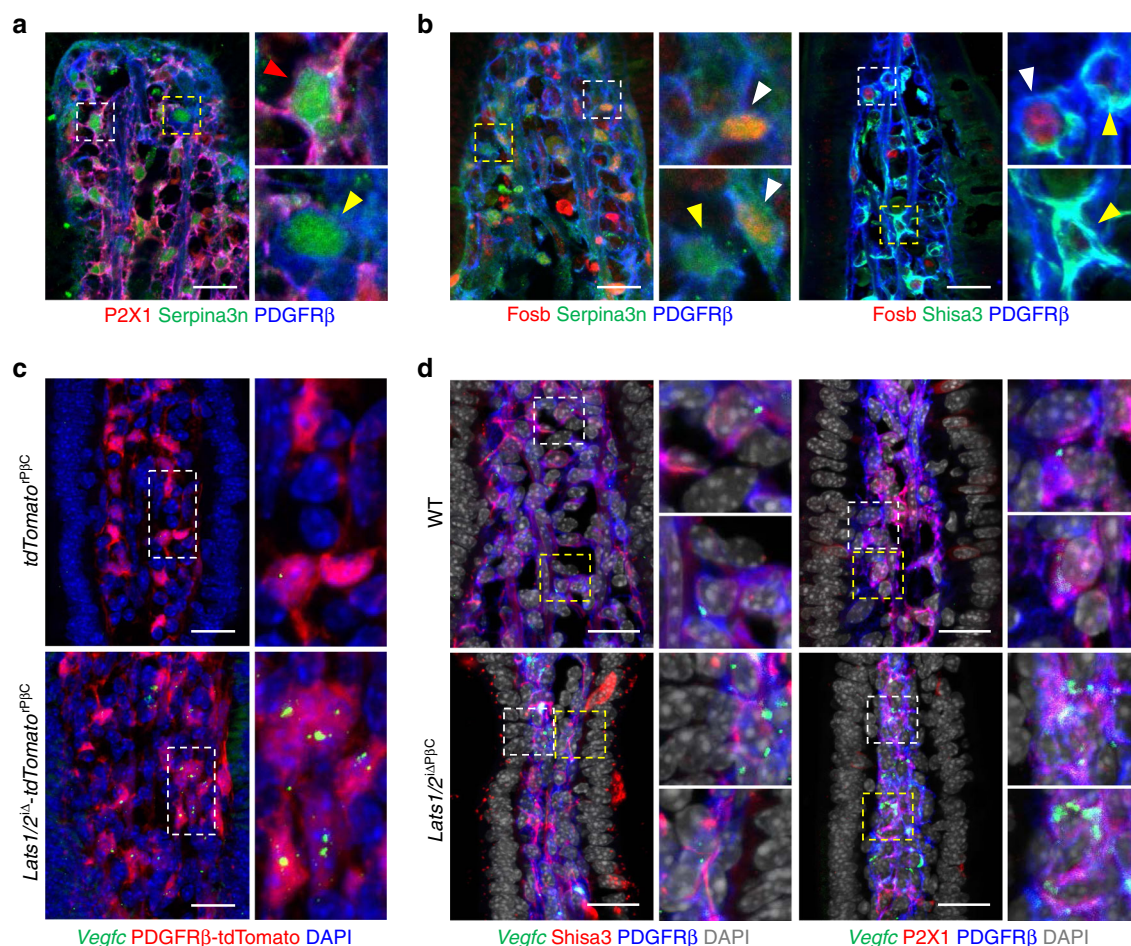 a
b
P2X1 Serpina3n PDGFRβ
Fosb Serpina3n PDGFRβ
Fosb Shisa3 PDGFRβ
c
d
tdTomato^rPβC
Lats1/2^iΔ-tdTomato^rPβC
WT
Lats1/2^iΔPβC
Vegfc PDGFRβ-tdTomato DAPI
Vegfc Shisa3 PDGFRβ DAPI
Vegfc P2X1 PDGFRβ DAPI